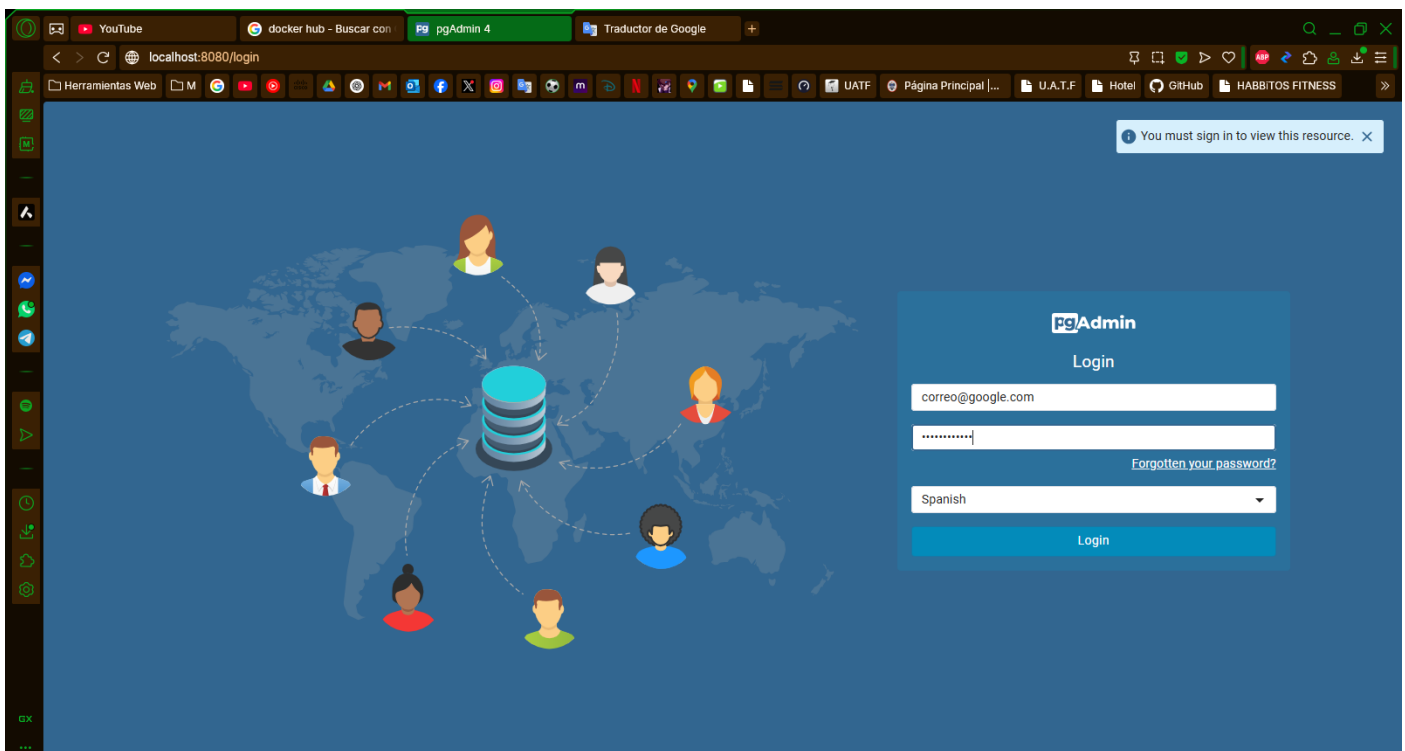 YouTube
docker hub - Buscar con
pgAdmin 4
Traductor de Google
localhost:8080/login
Herramientas Web
M
UATF
Página Principal |...
U.A.T.F
Hotel
GitHub
HABBiTOS FITNESS
You must sign in to view this resource.
pgAdmin
Login
correo@google.com
••••••••••••
Forgotten your password?
Spanish
Login
GX